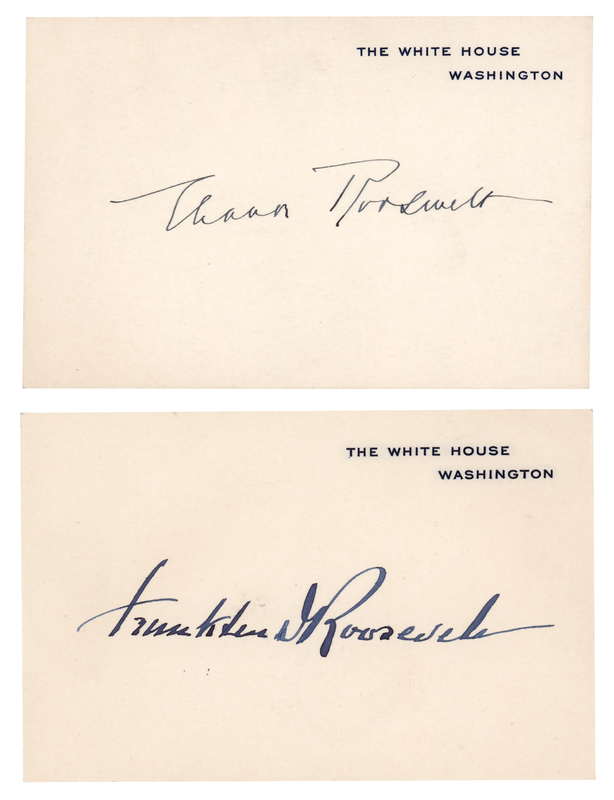 THE WHITE HOUSE
WASHINGTON
Eleanor Roosevelt
THE WHITE HOUSE
WASHINGTON
Franklin D Roosevelt